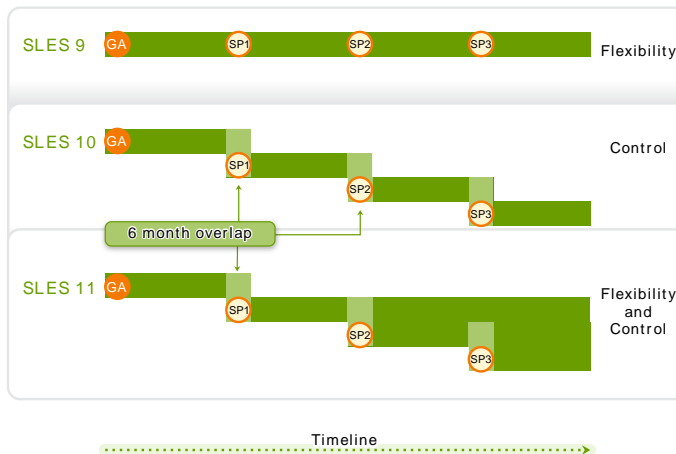 SLES 9
GA
SP1
SP2
SP3
Flexibility
SLES 10
GA
SP1
SP2
SP3
Control
6 month overlap
SLES 11
GA
SP1
SP2
SP3
Flexibility
and
Control
Timeline